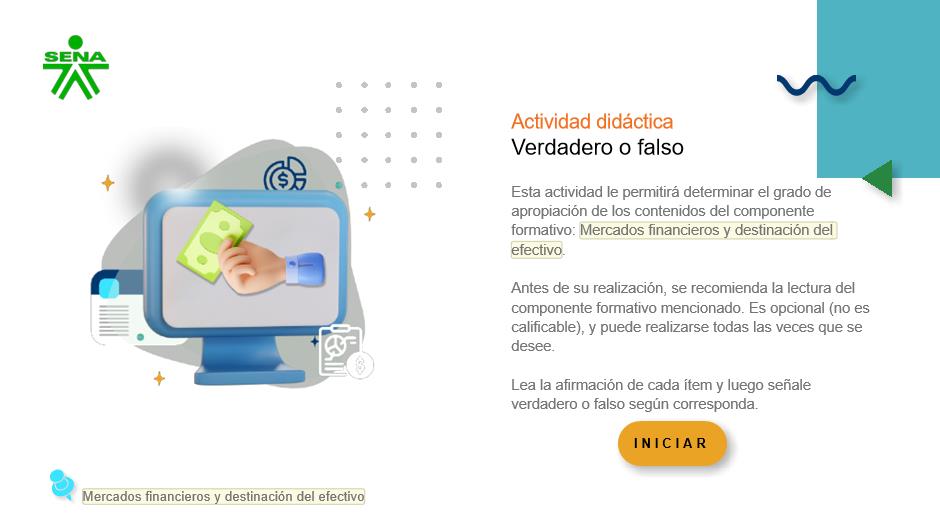 SENA
Actividad didáctica
Verdadero o falso
Esta actividad le permitirá determinar el grado de
apropiación de los contenidos del componente
formativo: Mercados financieros y destinación del
efectivo.
Antes de su realización, se recomienda la lectura del
componente formativo mencionado. Es opcional (no es
calificable), y puede realizarse todas las veces que se
desee.
Lea la afirmación de cada ítem y luego señale
verdadero o falso según corresponda.
INICIAR
Mercados financieros y destinación del efectivo